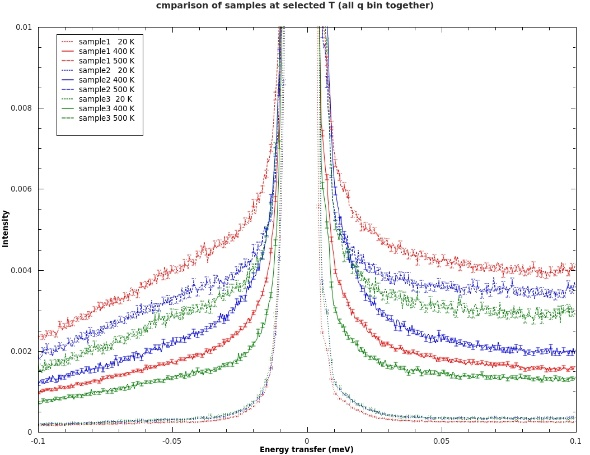 cmparison of samples at selected T (all q bin together)
0.01
sample1 20 K
sample1 400 K
sample1 500 K
sample2 20 K
sample2 400 K
sample2 500 K
sample3 20 K
sample3 400 K
sample3 500 K
0.008
0.006
Intensity
0.004
0.002
0
-0.1 -0.05 0 0.05 0.1
Energy transfer (meV)